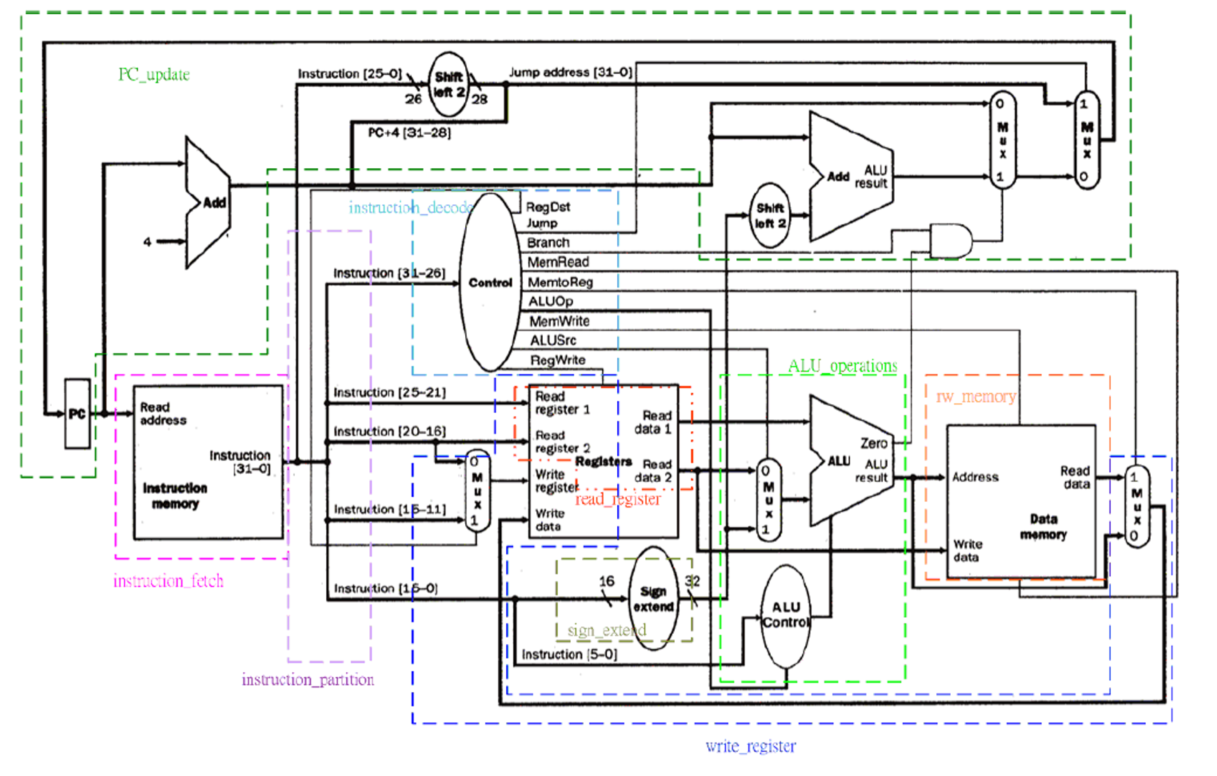 PC_update
Instruction [25–0]
26
Shift
left 2
28
Jump address [31–0]
PC+4 [31–28]
Add
4
0
M
u
x
1
1
M
u
x
0
Add
ALU
result
Shift
left 2
instruction_decode
Instruction [31–26]
Control
RegDst
Jump
Branch
MemRead
MemtoReg
ALUOp
MemWrite
ALUSrc
RegWrite
PC
Read
address
Instruction
[31–0]
Instruction
memory
instruction_fetch
instruction_partition
Instruction [25–21]
Instruction [20–16]
Instruction [15–11]
Instruction [15–0]
Instruction [5–0]
0
M
u
x
1
Read
register 1
Read
register 2
Write
register
Write
data
Registers
Read
data 1
Read
data 2
read_register
16
Sign
extend
32
sign_extend
ALU_operations
0
M
u
x
1
Zero
ALU
ALU
result
ALU
Control
rw_memory
Address
Read
data
Data
memory
Write
data
1
M
u
x
0
write_register